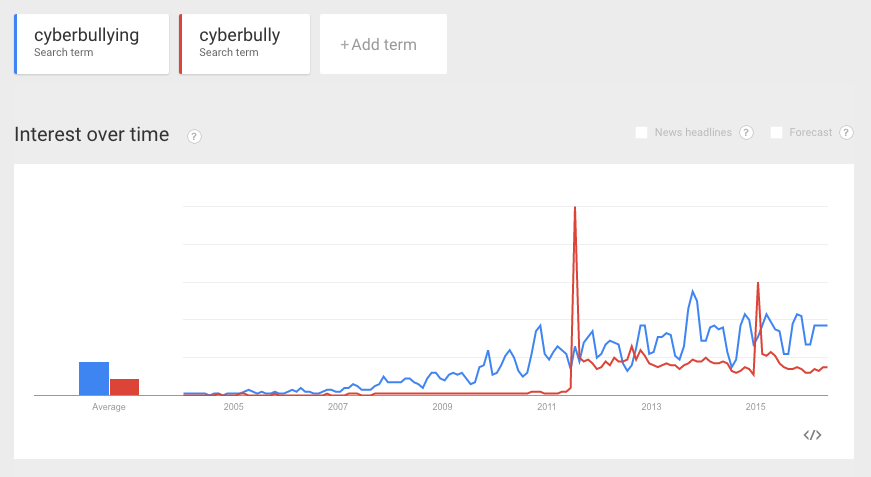 cyberbullying
Search term
cyberbully
Search term
+Add term
Interest over time ?
News headlines ?
Forecast ?
Average
2005 2007 2009 2011 2013 2015
</>